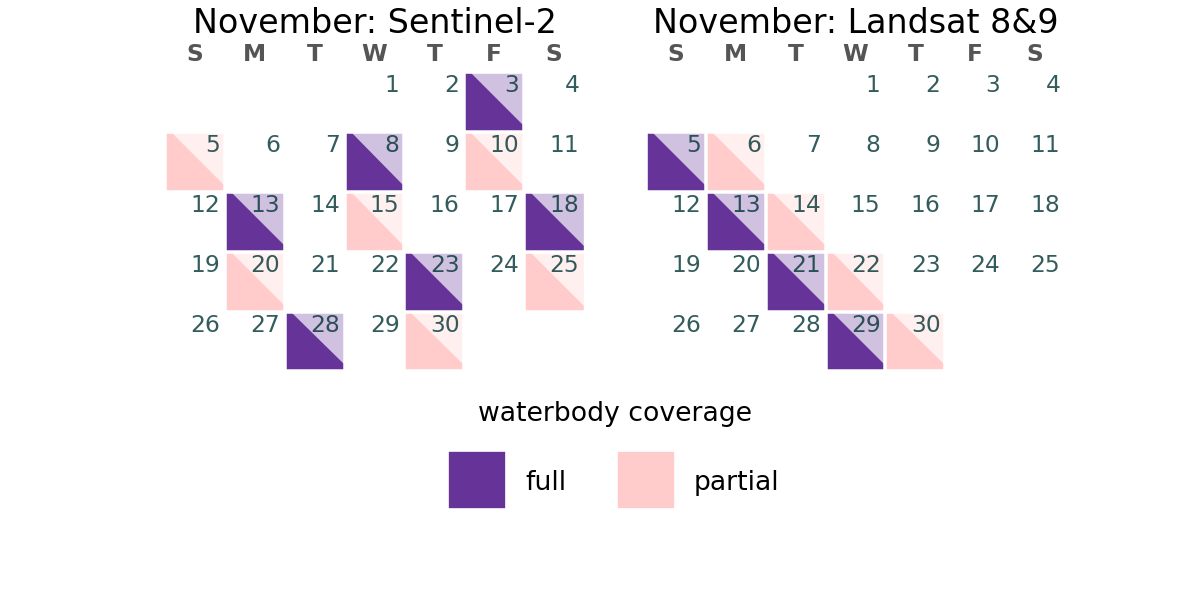 November: Sentinel-2
S M T W T F S
1 2 3 4
5 6 7 8 9 10 11
12 13 14 15 16 17 18
19 20 21 22 23 24 25
26 27 28 29 30
November: Landsat 8&9
S M T W T F S
1 2 3 4
5 6 7 8 9 10 11
12 13 14 15 16 17 18
19 20 21 22 23 24 25
26 27 28 29 30
waterbody coverage
full partial